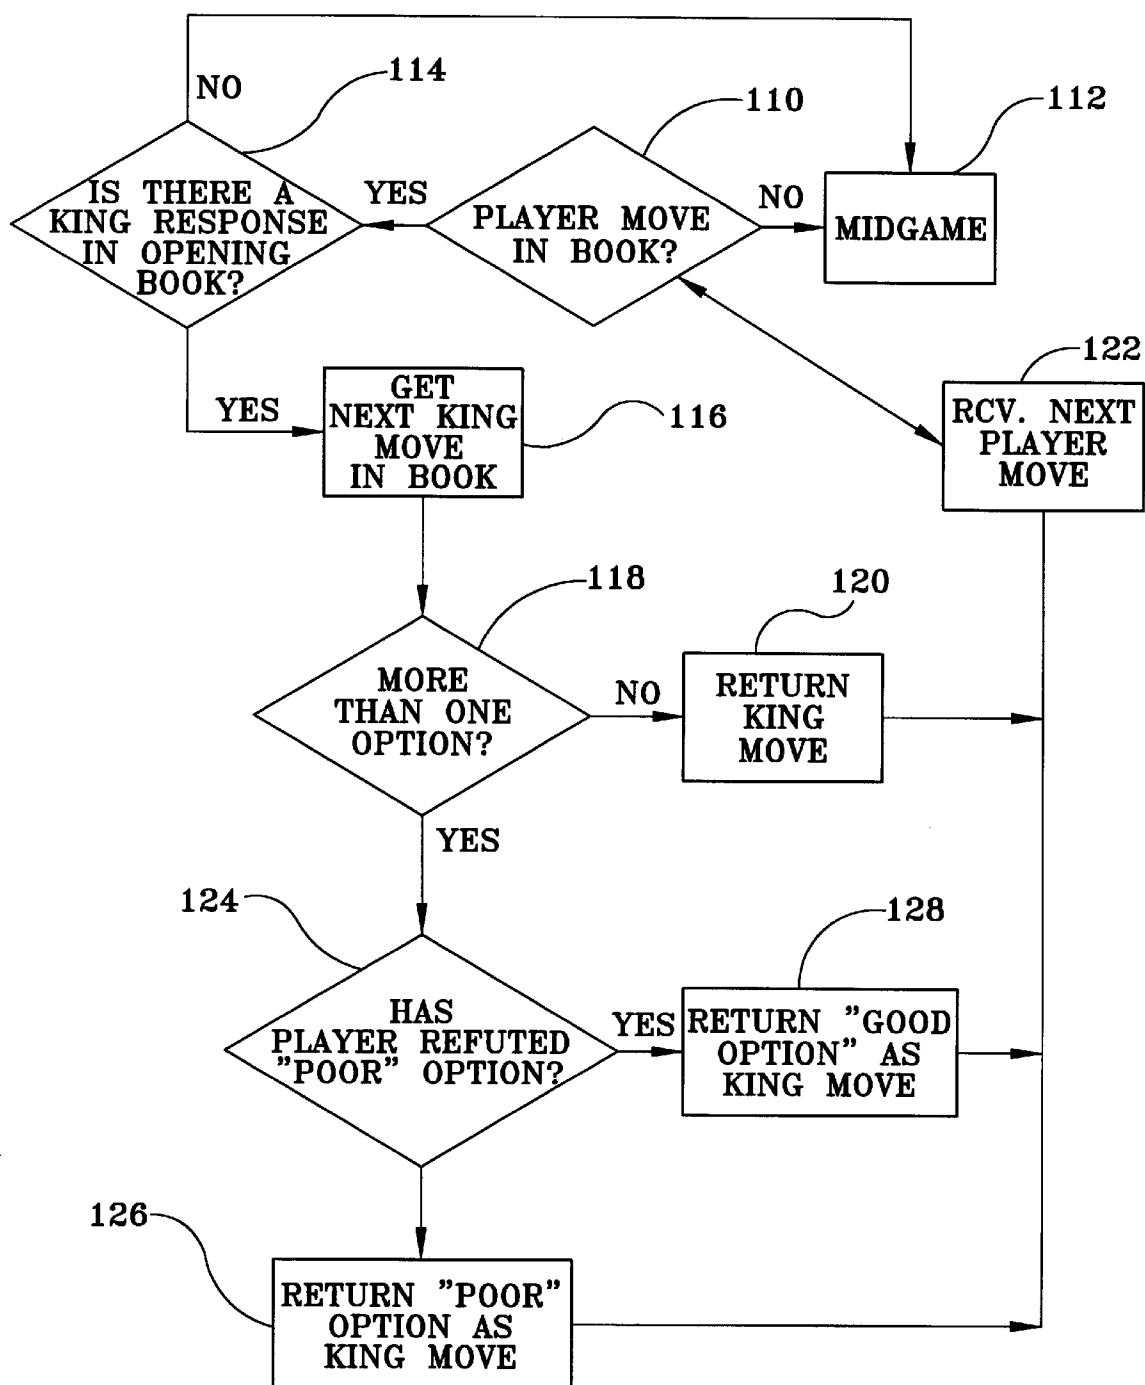 NO
114
110
112
IS THERE A
KING RESPONSE
IN OPENING
BOOK?
YES
PLAYER MOVE
IN BOOK?
NO
MIDGAME
122
RCV. NEXT
PLAYER
MOVE
YES
GET
NEXT KING
MOVE
IN BOOK
116
118
120
MORE
THAN ONE
OPTION?
NO
RETURN
KING
MOVE
YES
124
128
HAS
PLAYER REFUTED
"POOR" OPTION?
YES
RETURN "GOOD
OPTION" AS
KING MOVE
126
RETURN "POOR"
OPTION AS
KING MOVE